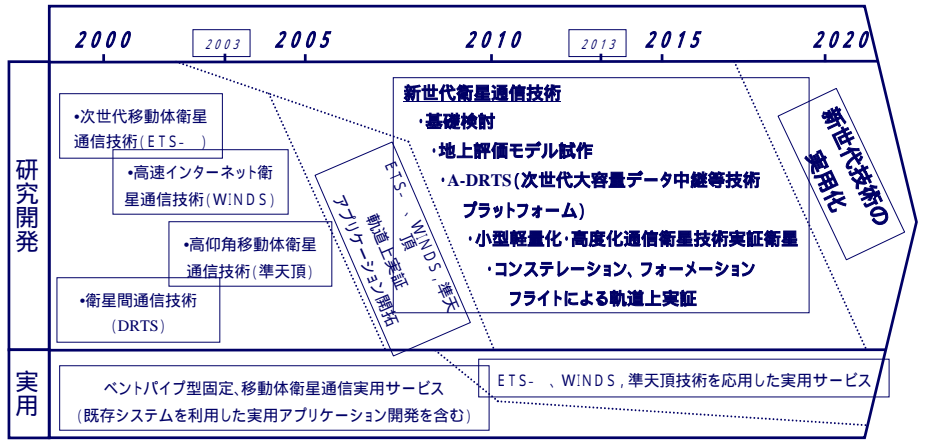 2000
2003
2005
2010
2013
2015
2020
研究開発
•次世代移動体衛星
通信技術(ETS- )
•高速インターネット衛
星通信技術(WINDS)
•高仰角移動体衛星
通信技術(準天頂)
•衛星間通信技術
(DRTS)
ETS- 、WINDS,準天
頂
軌道上実証
アプリケーション開拓
新世代衛星通信技術
・基礎検討
・地上評価モデル試作
・A-DRTS(次世代大容量データ中継等技術
プラットフォーム)
・小型軽量化・高度化通信衛星技術実証衛星
・コンステレーション、フォーメーション
フライトによる軌道上実証
新世代技術の
実用化
実用
ベントパイプ型固定、移動体衛星通信実用サービス
(既存システムを利用した実用アプリケーション開発を含む)
ETS- 、WINDS,準天頂技術を応用した実用サービス